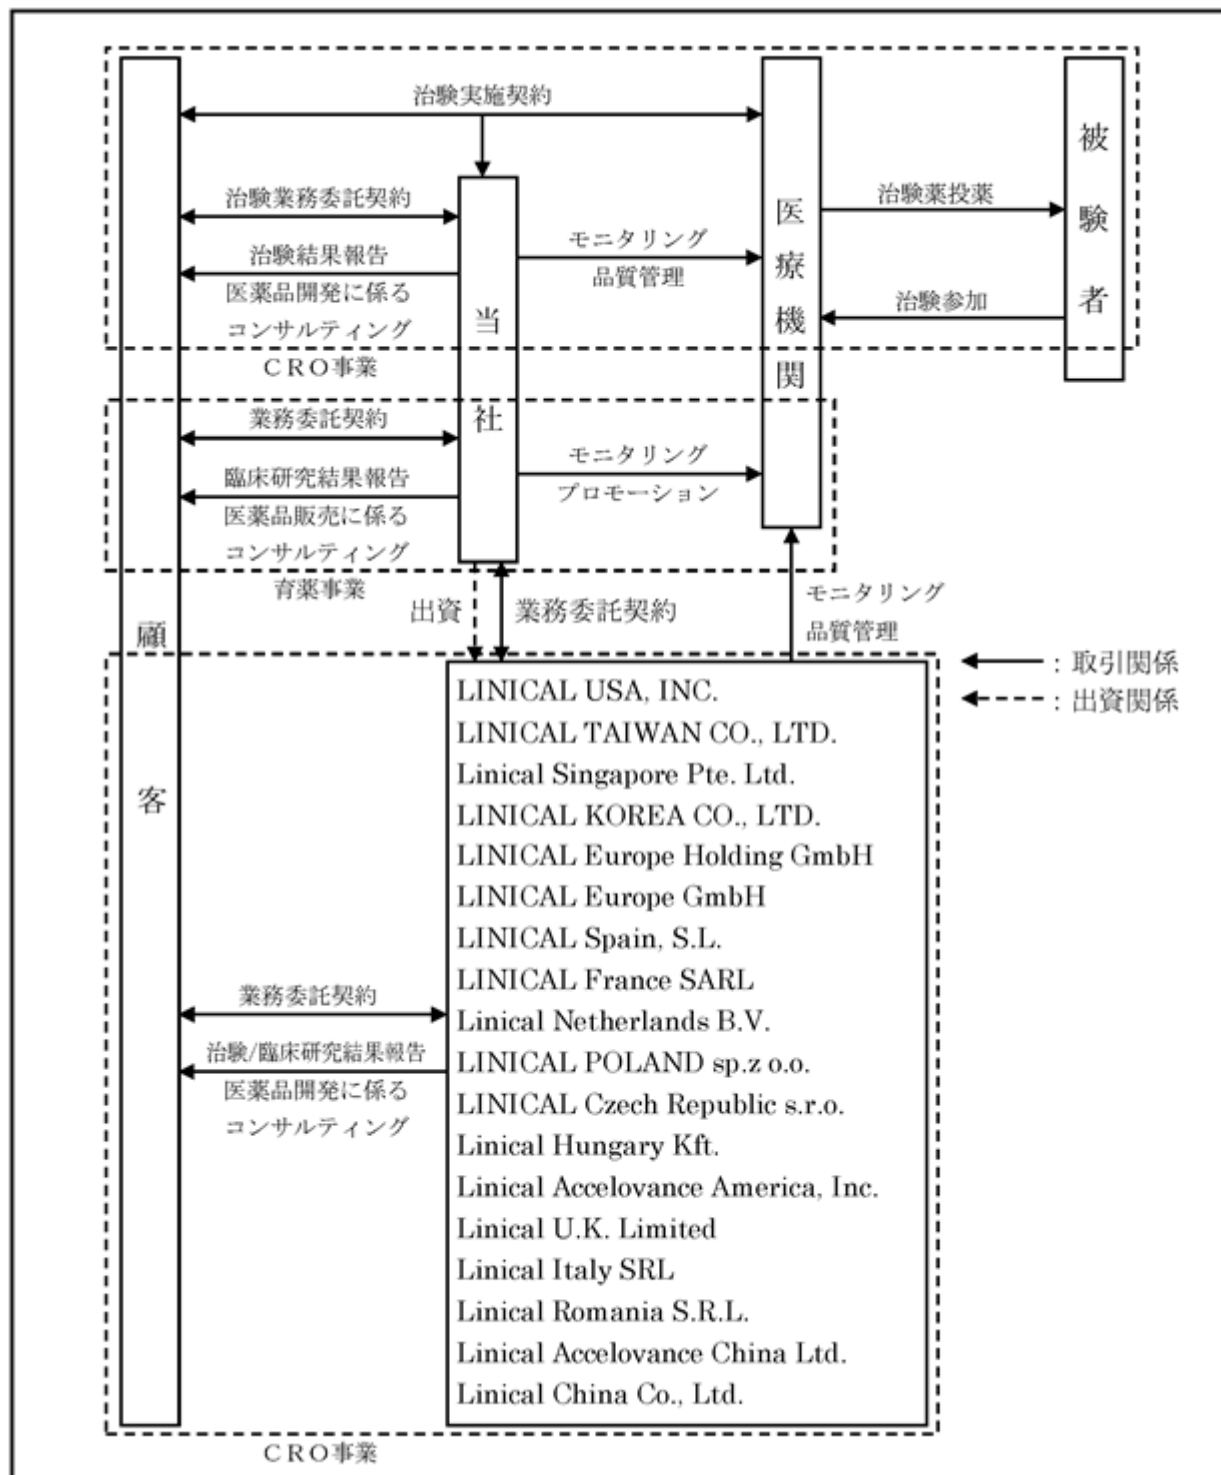 治験実施契約
治験業務委託契約
治験結果報告
医薬品開発に係る
コンサルティング
CRO事業
当社
モニタリング
品質管理
医療機関
治験薬投薬
治験参加
被験者
業務委託契約
臨床研究結果報告
医薬品販売に係る
コンサルティング
育薬事業
モニタリング
プロモーション
出資
業務委託契約
モニタリング
品質管理
:取引関係
:出資関係
顧客
LINICAL USA, INC.
LINICAL TAIWAN CO., LTD.
Linical Singapore Pte. Ltd.
LINICAL KOREA CO., LTD.
LINICAL Europe Holding GmbH
LINICAL Europe GmbH
LINICAL Spain, S.L.
LINICAL France SARL
Linical Netherlands B.V.
LINICAL POLAND sp.z o.o.
LINICAL Czech Republic s.r.o.
Linical Hungary Kft.
Linical Accelovance America, Inc.
Linical U.K. Limited
Linical Italy SRL
Linical Romania S.R.L.
Linical Accelovance China Ltd.
Linical China Co., Ltd.
業務委託契約
治験/臨床研究結果報告
医薬品開発に係る
コンサルティング
CRO事業